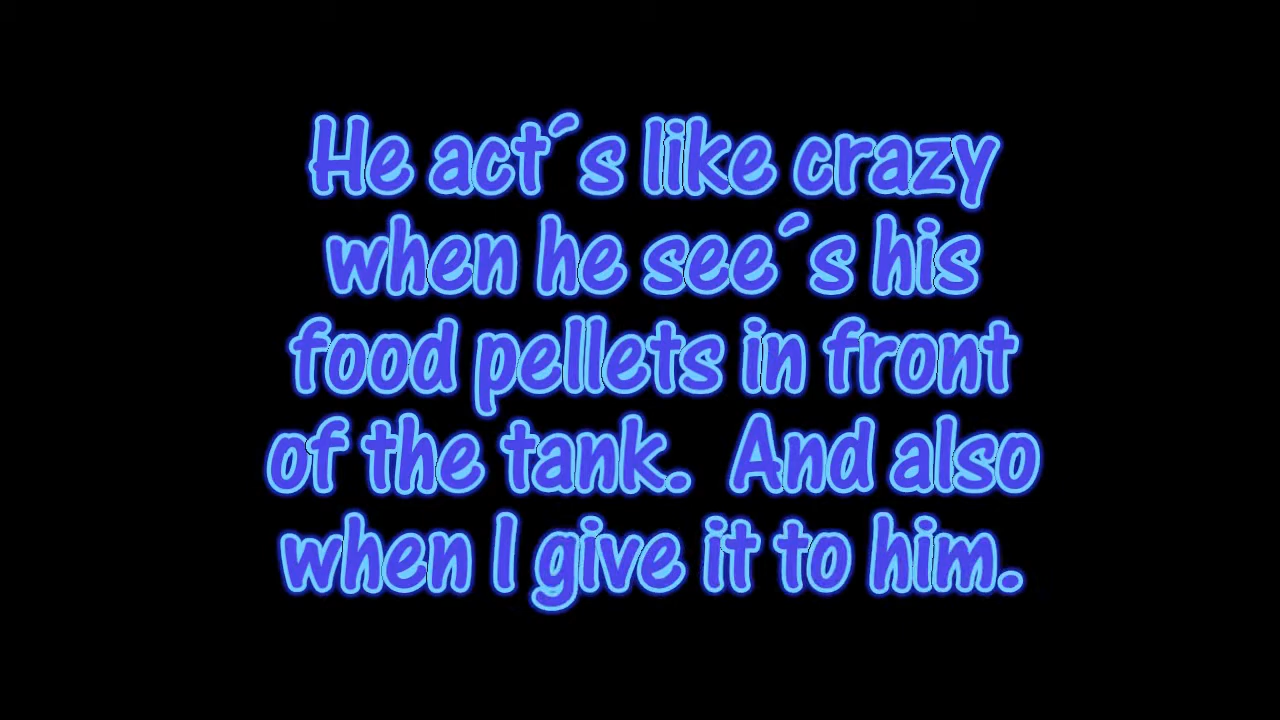 He act´s like crazy
when he see´s his
food pellets in front
of the tank.  And also
when I give it to him.